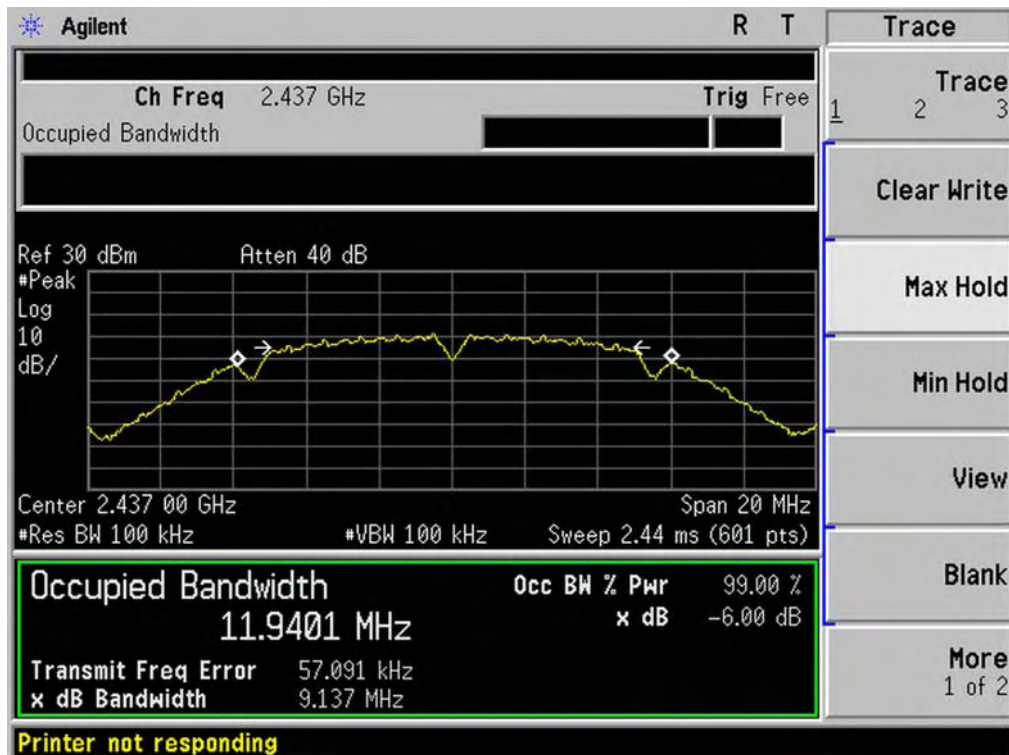 Agilent R T
Trace
Ch Freq 2.437 GHz Trig Free
Occupied Bandwidth
Ref 30 dBm Atten 40 dB
#Peak
Log
10
dB/
Center 2.437 00 GHz Span 20 MHz
#Res BW 100 kHz #VBW 100 kHz Sweep 2.44 ms (601 pts)
Occupied Bandwidth
11.9401 MHz
Occ BW % Pwr 99.00 %
x dB -6.00 dB
Transmit Freq Error 57.091 kHz
x dB Bandwidth 9.137 MHz
Printer not responding
Trace
1 2 3
Clear Write
Max Hold
Min Hold
View
Blank
More
1 of 2